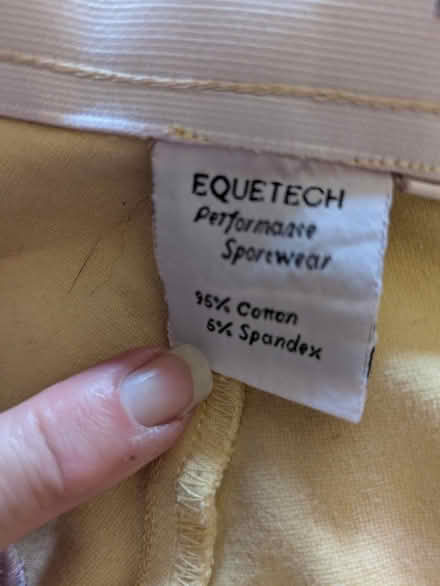 EQUETECH
Performance
Sportwear
95% Cotton
5% Spandex